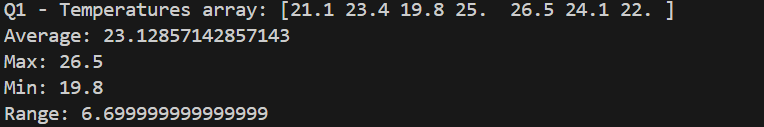 Q1 - Temperatures array: [21.1 23.4 19.8 25.  26.5 24.1 22. ]
Average: 23.12857142857143
Max: 26.5
Min: 19.8
Range: 6.699999999999999